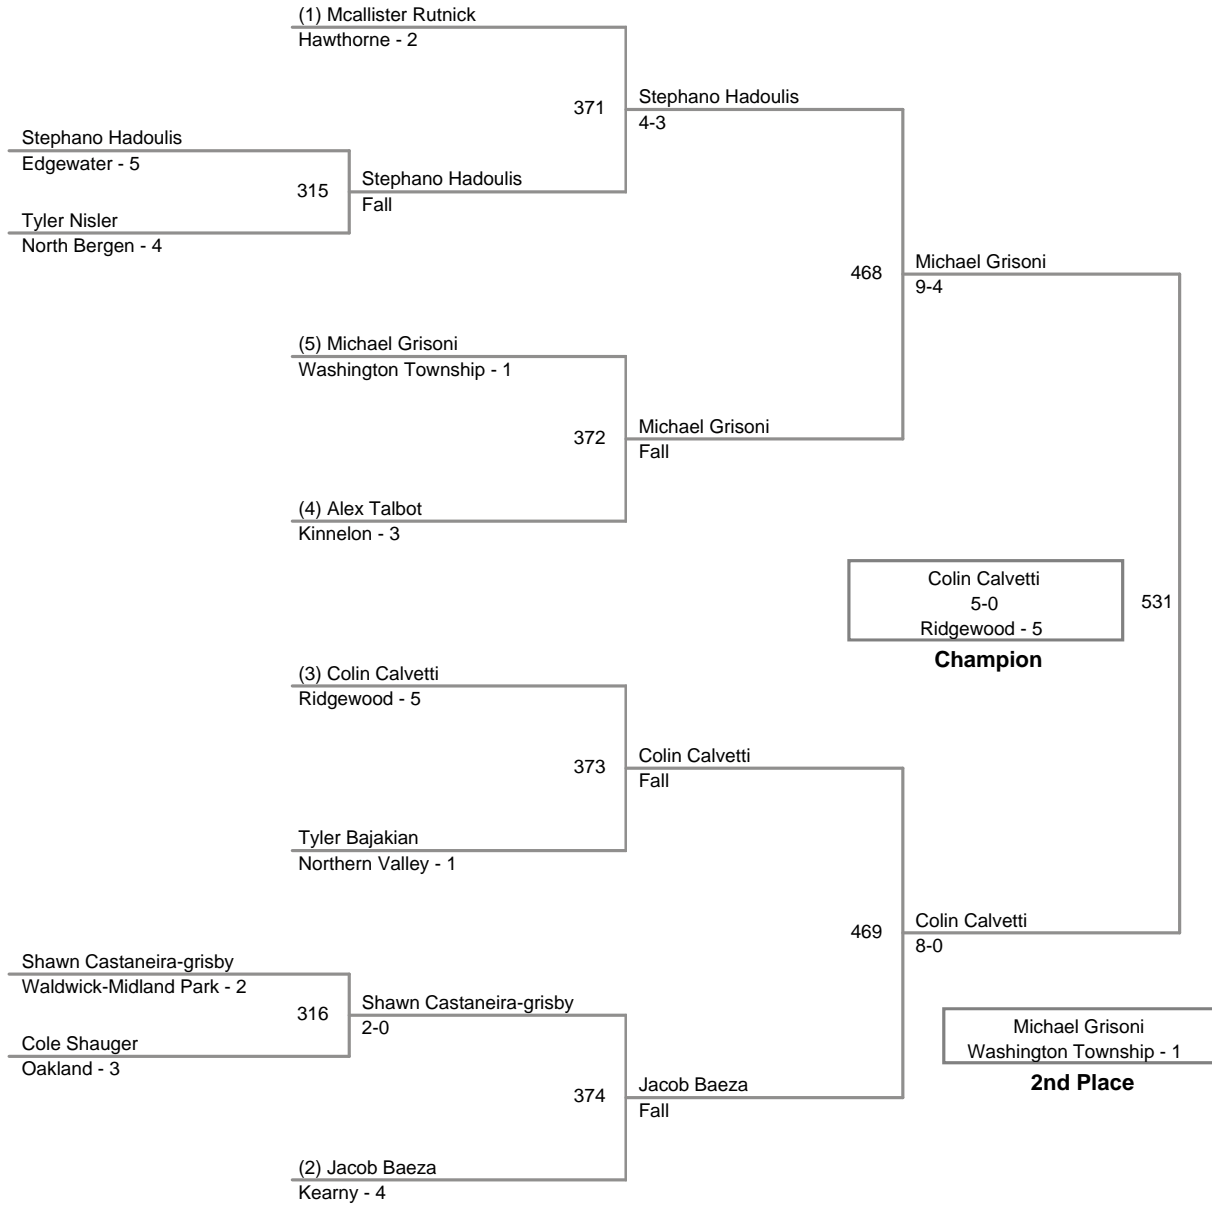 (1) Mcallister Rutnick
Hawthorne - 2
371
Stephano Hadoulis
4-3
Stephano Hadoulis
Edgewater - 5
315
Stephano Hadoulis
Fall
Tyler Nisler
North Bergen - 4
468
Michael Grisoni
9-4
(5) Michael Grisoni
Washington Township - 1
372
Michael Grisoni
Fall
(4) Alex Talbot
Kinnelon - 3
Colin Calvetti
5-0
Ridgewood - 5
Champion
531
(3) Colin Calvetti
Ridgewood - 5
373
Colin Calvetti
Fall
Tyler Bajakian
Northern Valley - 1
469
Colin Calvetti
8-0
Shawn Castaneira-grisby
Waldwick-Midland Park - 2
316
Shawn Castaneira-grisby
2-0
Cole Shauger
Oakland - 3
Michael Grisoni
Washington Township - 1
2nd Place
374
Jacob Baeza
Fall
(2) Jacob Baeza
Kearny - 4